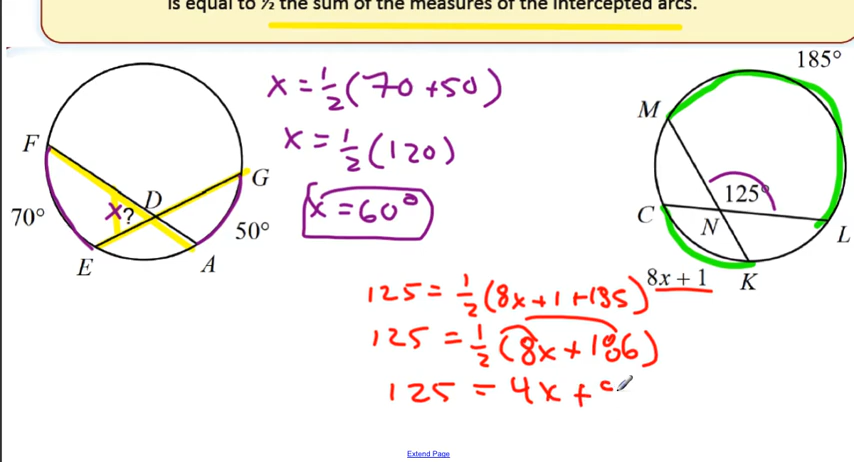 is equal to ½ the sum of the measures of the intercepted arcs.
185°
x = 1/2 (70 + 50)
M
F
x = 1/2 (120)
G
D
125°
x?
x = 60°
70°
C
N
L
50°
E
A
8x + 1
K
125 = 1/2 (8x + 1 + 185)
125 = 1/2 (8x + 186)
125 = 4x +
Extend Page